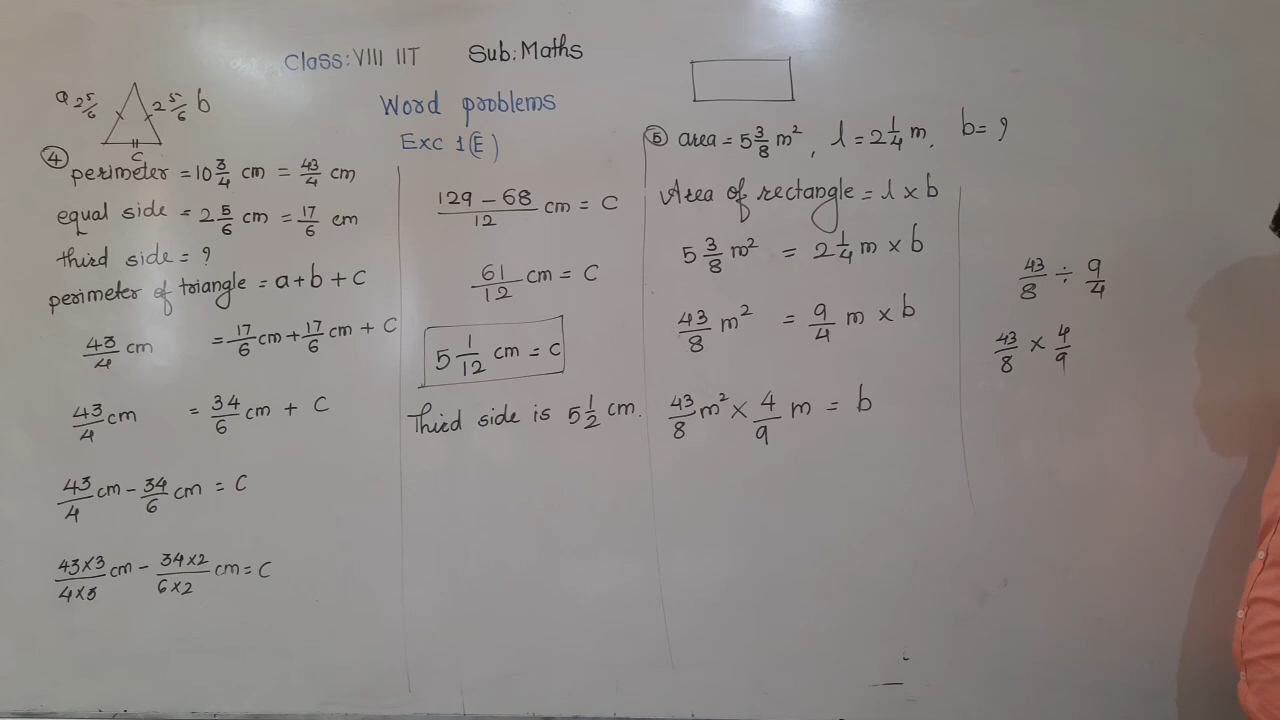 Class: VIII IIT Sub: Maths
Word problems
Exc 1(E)
a 2 5/6 2 5/6 b
c
④ perimeter = 10 3/4 cm = 43/4 cm
equal side = 2 5/6 cm = 17/6 cm
third side = ?
perimeter of triangle = a + b + c
43/4 cm = 17/6 cm + 17/6 cm + c
43/4 cm = 34/6 cm + c
43/4 cm - 34/6 cm = c
43×3/4×3 cm - 34×2/6×2 cm = c
129 - 68/12 cm = c
61/12 cm = c
5 1/12 cm = c
Third side is 5 1/2 cm.
⑤ area = 5 3/8 m², l = 2 1/4 m, b = ?
Area of rectangle = l × b
5 3/8 m² = 2 1/4 m × b
43/8 m² = 9/4 m × b
43/8 m² × 4/9 m = b
43/8 ÷ 9/4
43/8 × 4/9